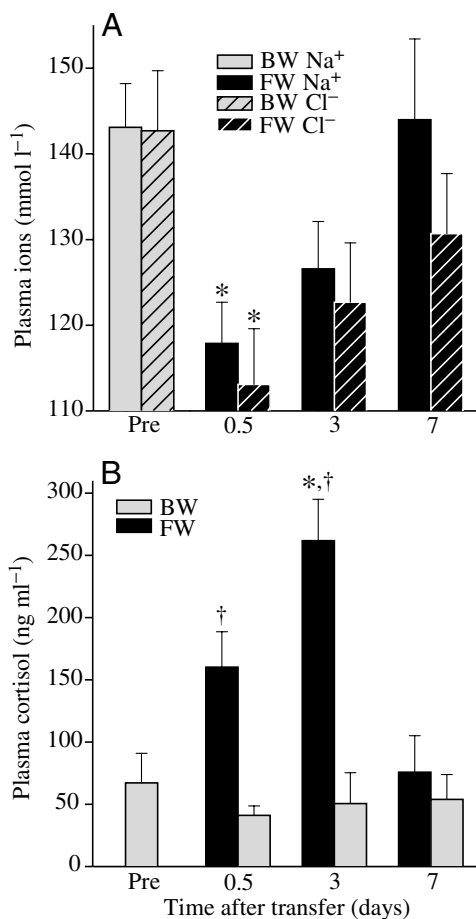 A
150
140
130
120
110
Plasma ions (mmol l⁻¹)
BW Na⁺
FW Na⁺
BW Cl⁻
FW Cl⁻
*
*
Pre
0.5
3
7
B
300
250
200
150
100
50
0
Plasma cortisol (ng ml⁻¹)
BW
FW
†
*,†
Pre
0.5
3
7
Time after transfer (days)